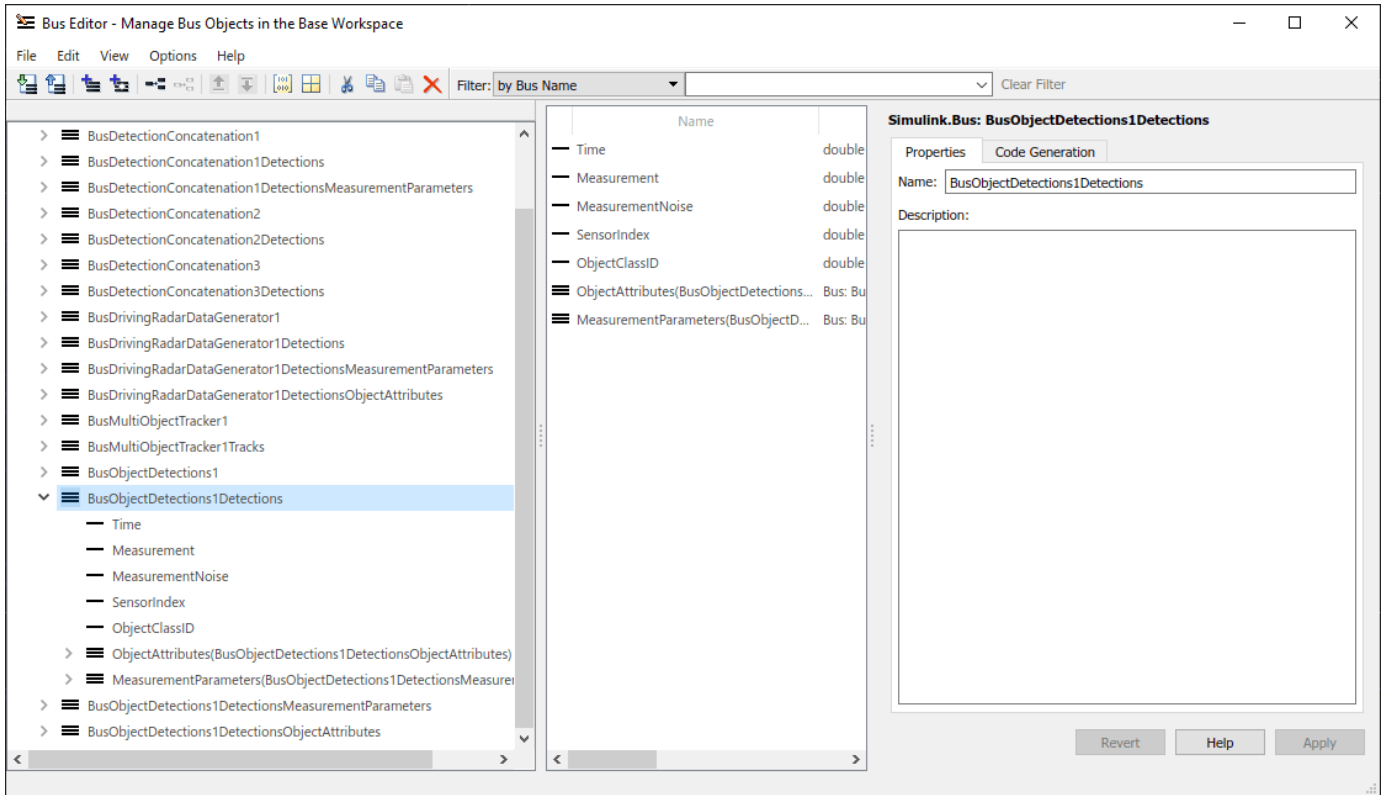 Bus Editor - Manage Bus Objects in the Base Workspace
File Edit View Options Help
Filter: by Bus Name Clear Filter
BusDetectionConcatenation1
BusDetectionConcatenation1Detections
BusDetectionConcatenation1DetectionsMeasurementParameters
BusDetectionConcatenation2
BusDetectionConcatenation2Detections
BusDetectionConcatenation3
BusDetectionConcatenation3Detections
BusDrivingRadarDataGenerator1
BusDrivingRadarDataGenerator1Detections
BusDrivingRadarDataGenerator1DetectionsMeasurementParameters
BusDrivingRadarDataGenerator1DetectionsObjectAttributes
BusMultiObjectTracker1
BusMultiObjectTracker1Tracks
BusObjectDetections1
BusObjectDetections1Detections
Time
Measurement
MeasurementNoise
SensorIndex
ObjectClassID
ObjectAttributes(BusObjectDetections1DetectionsObjectAttributes)
MeasurementParameters(BusObjectDetections1DetectionsMeasurer
BusObjectDetections1DetectionsMeasurementParameters
BusObjectDetections1DetectionsObjectAttributes
Name
Time double
Measurement double
MeasurementNoise double
SensorIndex double
ObjectClassID double
ObjectAttributes(BusObjectDetections... Bus: Bu
MeasurementParameters(BusObjectD... Bus: Bu
Simulink.Bus: BusObjectDetections1Detections
Properties Code Generation
Name: BusObjectDetections1Detections
Description:
Revert Help Apply